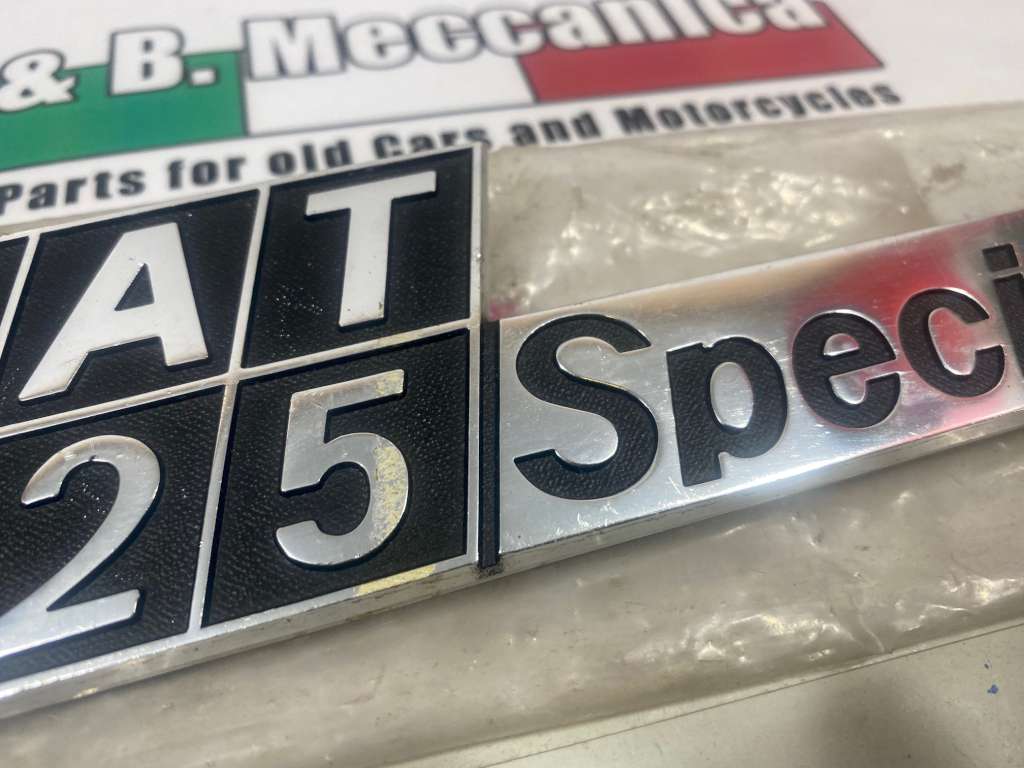 & B. Meccanica
Parts for old Cars and Motorcycles
AT
25 Speci